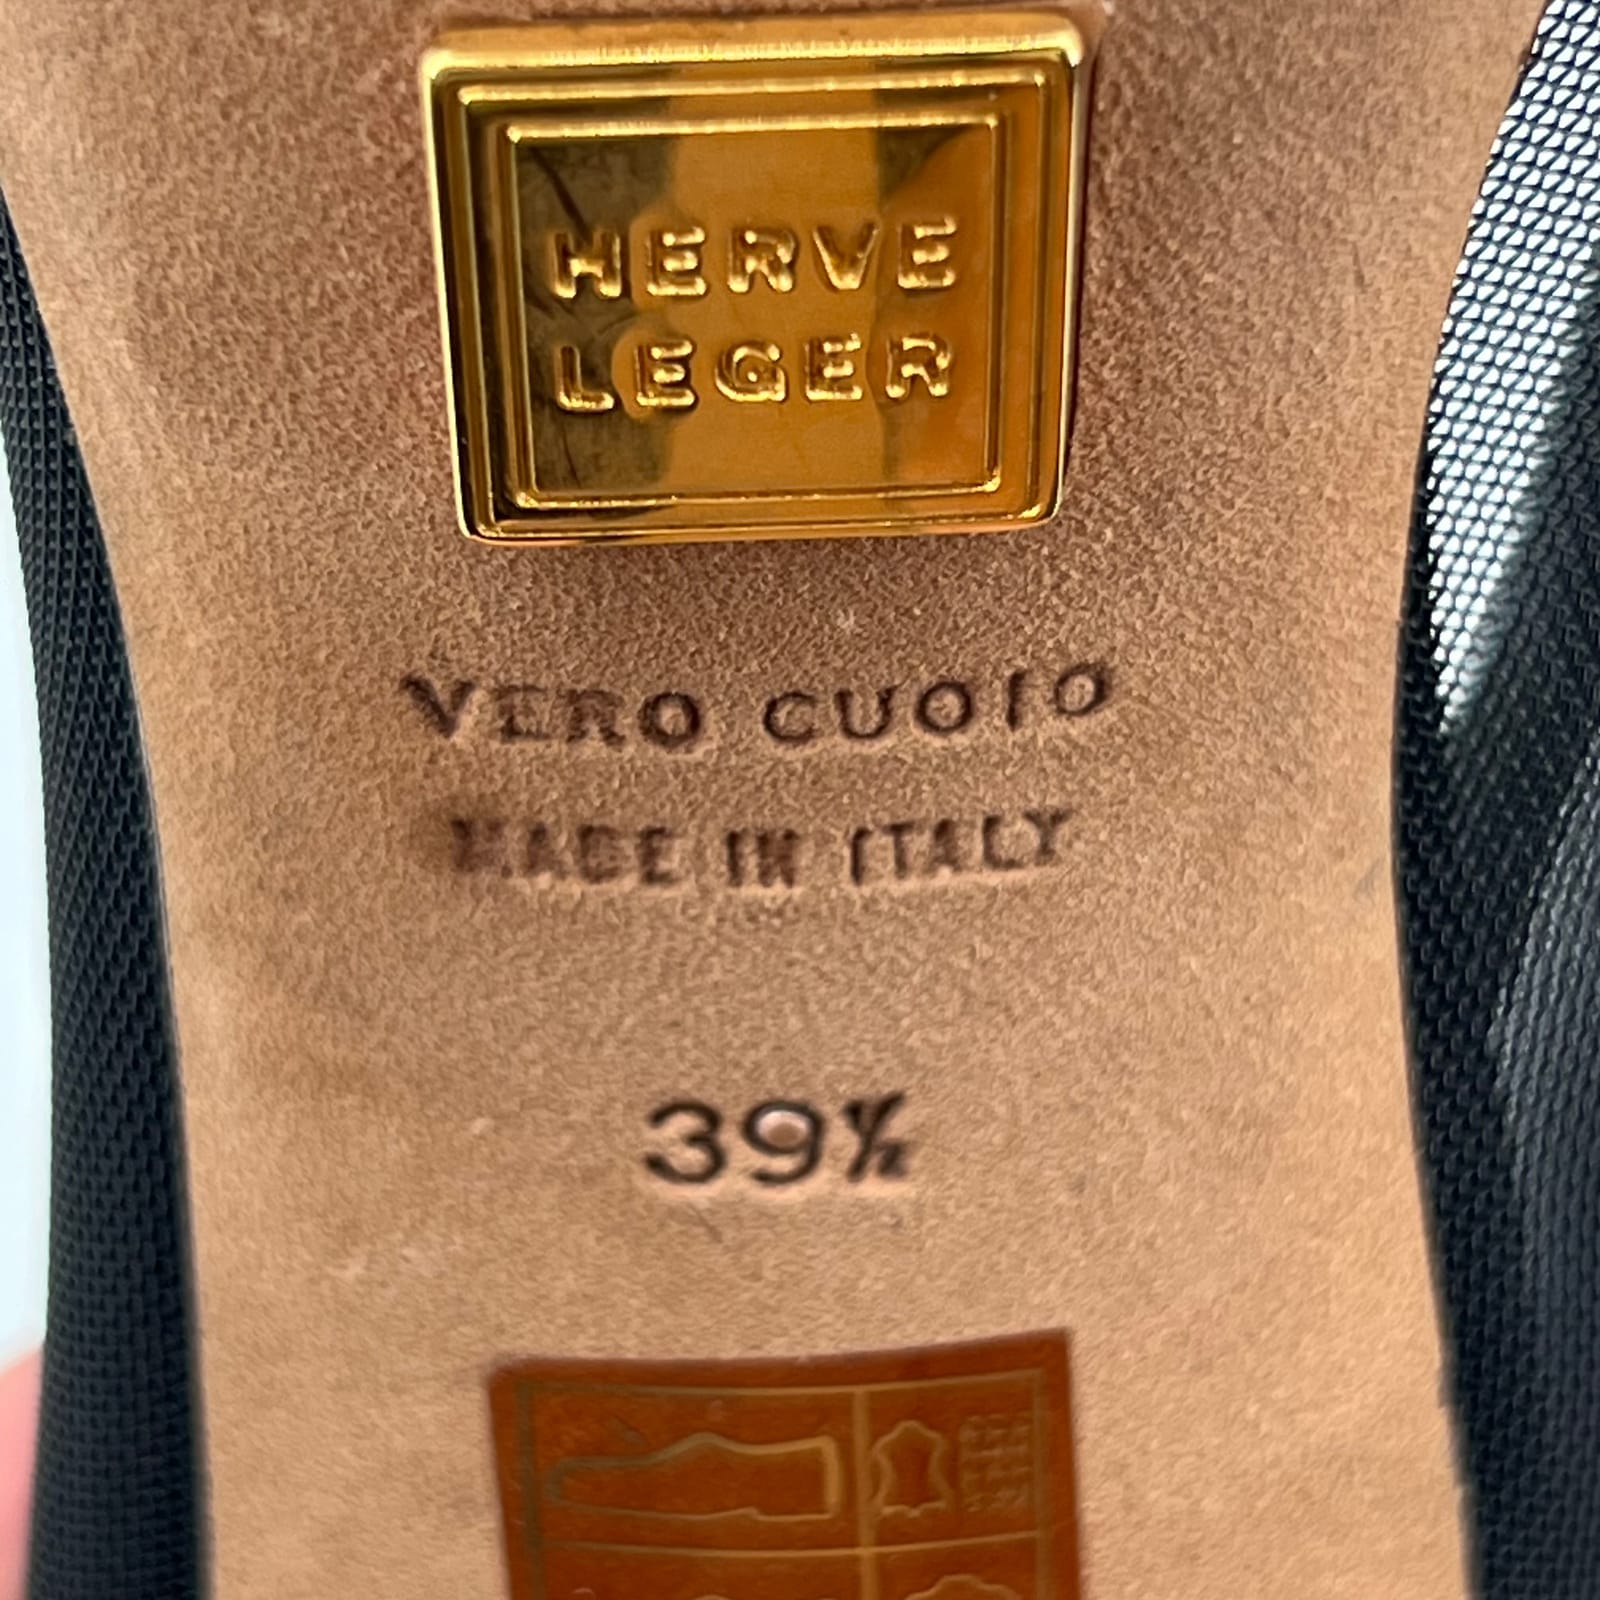 HERVE
LEGER
VERO CUOIO
MADE IN ITALY
39½